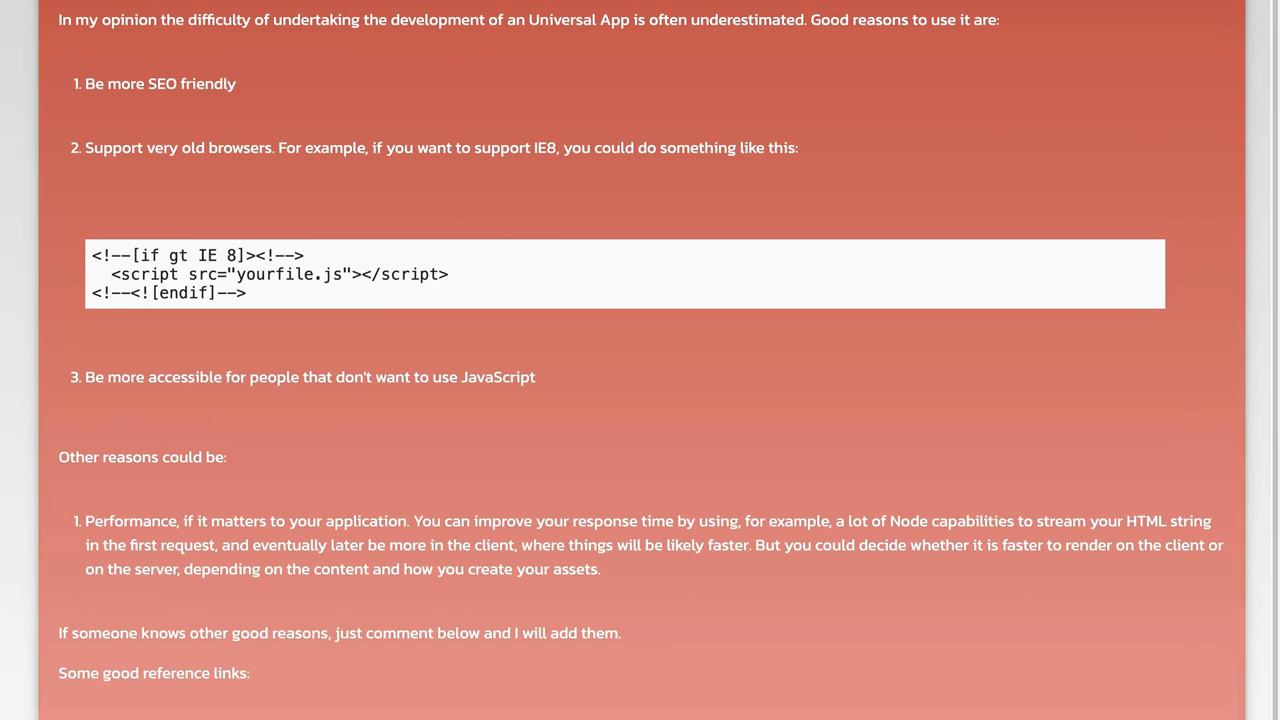 In my opinion the difficulty of undertaking the development of an Universal App is often underestimated. Good reasons to use it are:
1. Be more SEO friendly
2. Support very old browsers. For example, if you want to support IE8, you could do something like this:
<!--[if gt IE 8]><!-->
  <script src="yourfile.js"></script>
<!--<![endif]-->
3. Be more accessible for people that don't want to use JavaScript
Other reasons could be:
1. Performance, if it matters to your application. You can improve your response time by using, for example, a lot of Node capabilities to stream your HTML string
in the first request, and eventually later be more in the client, where things will be likely faster. But you could decide whether it is faster to render on the client or
on the server, depending on the content and how you create your assets.
If someone knows other good reasons, just comment below and I will add them.
Some good reference links: